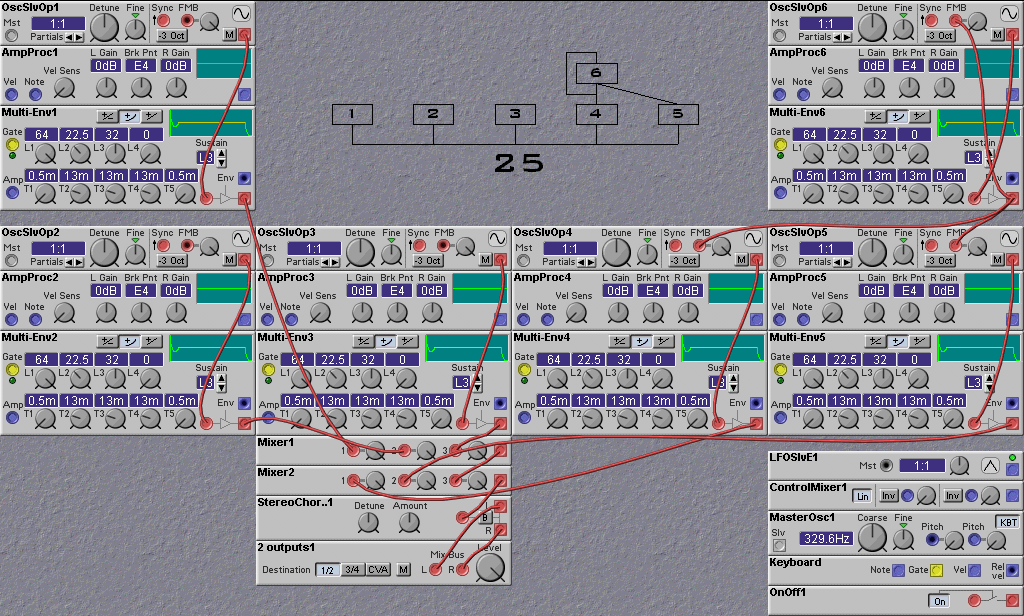 OscSlvOp1 Detune Fine Sync FMB
Mst 1:1
Partials -3 Oct M
AmpProc1 L Gain Brk Pnt R Gain
0dB E4 0dB
Vel Note Vel Sens
Multi-Env1
Gate 64 22.5 32 0
L1 L2 L3 L4 Sustain
L3
Env
Amp 0.5m 13m 13m 13m 0.5m
T1 T2 T3 T4 T5
6
1 2 3 4 5
25
OscSlvOp6 Detune Fine Sync FMB
Mst 1:1
Partials -3 Oct M
AmpProc6 L Gain Brk Pnt R Gain
0dB E4 0dB
Vel Note Vel Sens
Multi-Env6
Gate 64 22.5 32 0
L1 L2 L3 L4 Sustain
L3
Env
Amp 0.5m 13m 13m 13m 0.5m
T1 T2 T3 T4 T5
OscSlvOp2 Detune Fine Sync FMB
Mst 1:1
Partials -3 Oct M
AmpProc2 L Gain Brk Pnt R Gain
0dB E4 0dB
Vel Note Vel Sens
Multi-Env2
Gate 64 22.5 32 0
L1 L2 L3 L4 Sustain
L3
Env
Amp 0.5m 13m 13m 13m 0.5m
T1 T2 T3 T4 T5
OscSlvOp3 Detune Fine Sync FMB
Mst 1:1
Partials -3 Oct M
AmpProc3 L Gain Brk Pnt R Gain
0dB E4 0dB
Vel Note Vel Sens
Multi-Env3
Gate 64 22.5 32 0
L1 L2 L3 L4 Sustain
L3
Env
Amp 0.5m 13m 13m 13m 0.5m
T1 T2 T3 T4 T5
OscSlvOp4 Detune Fine Sync FMB
Mst 1:1
Partials -3 Oct M
AmpProc4 L Gain Brk Pnt R Gain
0dB E4 0dB
Vel Note Vel Sens
Multi-Env4
Gate 64 22.5 32 0
L1 L2 L3 L4 Sustain
L3
Env
Amp 0.5m 13m 13m 13m 0.5m
T1 T2 T3 T4 T5
OscSlvOp5 Detune Fine Sync FMB
Mst 1:1
Partials -3 Oct M
AmpProc5 L Gain Brk Pnt R Gain
0dB E4 0dB
Vel Note Vel Sens
Multi-Env5
Gate 64 22.5 32 0
L1 L2 L3 L4 Sustain
L3
Env
Amp 0.5m 13m 13m 13m 0.5m
T1 T2 T3 T4 T5
Mixer1
1 2 3
Mixer2
1 2 3
StereoChor..1
Detune Amount L
B
R
2 outputs1 Mix Bus Level
Destination 1/2 3/4 CVA M L R
LFOSlvE1
Mst 1:1
ControlMixer1 Lin Inv Inv
MasterOsc1 Coarse Fine KBT
Slv 329.6Hz Pitch Pitch
Keyboard
Note Gate Vel Rel vel
OnOff1
On